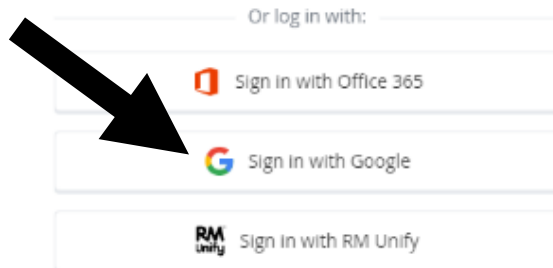 Or log in with:
Sign in with Office 365
Sign in with Google
RM
Unify
Sign in with RM Unify